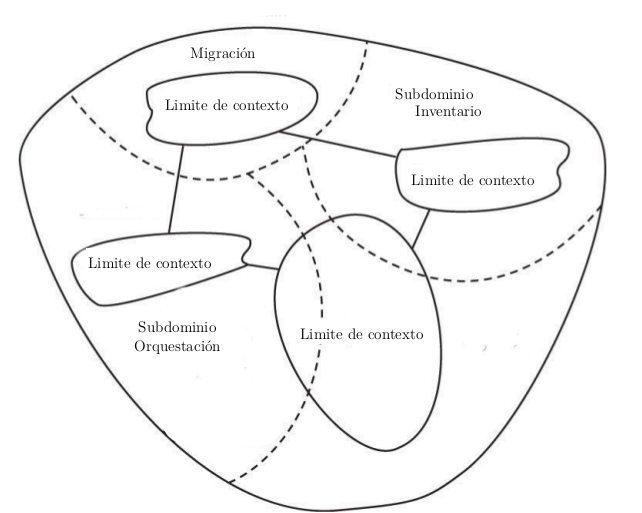 Migración
Limite de contexto
Subdominio
Inventario
Limite de contexto
Limite de contexto
Subdominio
Orquestación
Limite de contexto